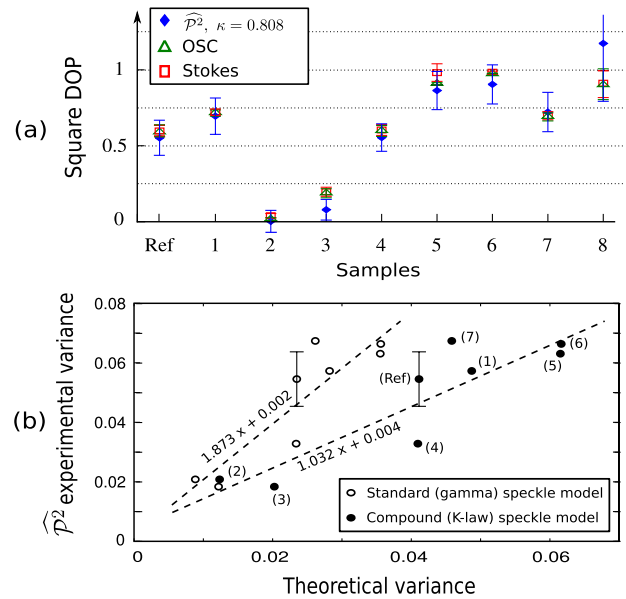 (a)
Square DOP
1
0.5
0
P̂², κ = 0.808
OSC
Stokes
Ref 1 2 3 4 5 6 7 8
Samples
(b)
P̂² experimental variance
0.08
0.06
0.04
0.02
0
1.873 x + 0.002
1.032 x + 0.004
(7)
(6)
(5)
(1)
(Ref)
(4)
(2)
(3)
Standard (gamma) speckle model
Compound (K-law) speckle model
0 0.02 0.04 0.06
Theoretical variance